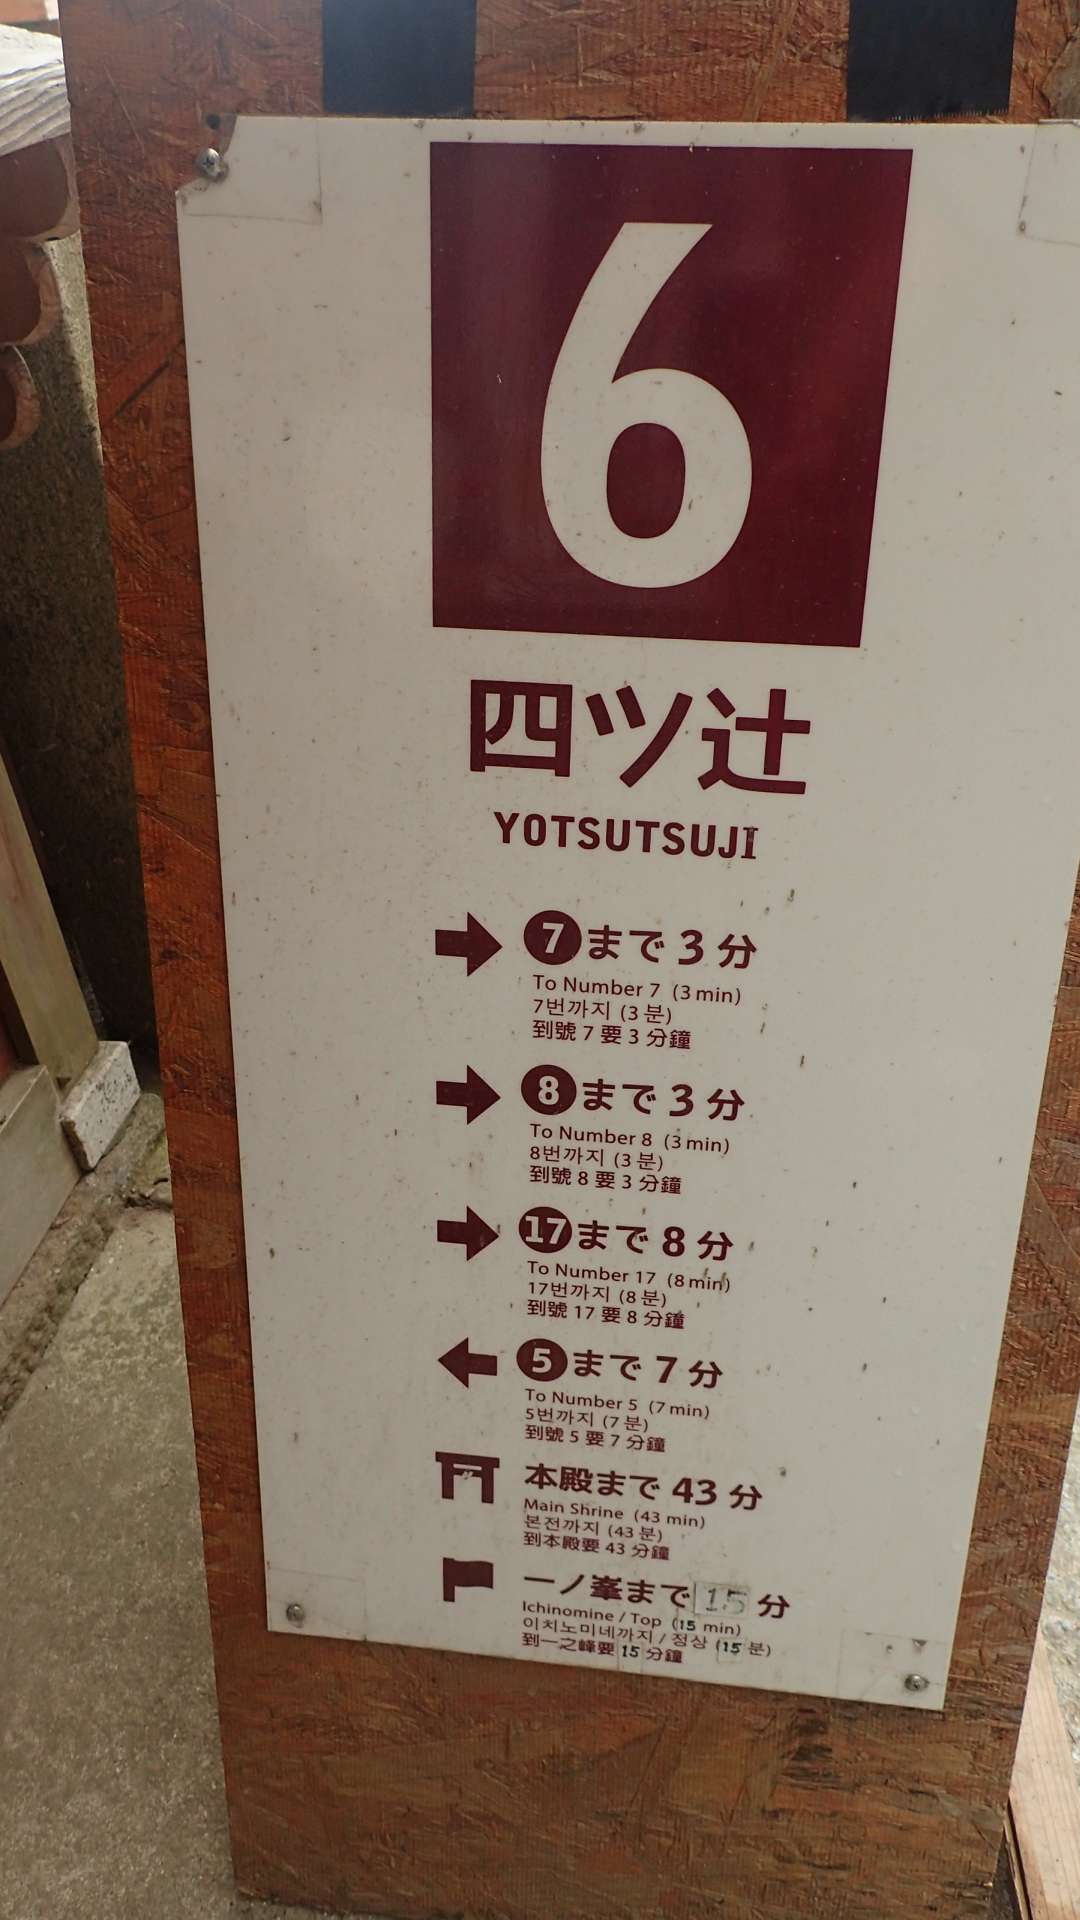 6
四ツ辻
YOTSUTSUJI
7まで3分
To Number 7 (3 min)
7번까지 (3 분)
到號 7 要 3 分鐘
8まで3分
To Number 8 (3 min)
8번까지 (3 분)
到號 8 要 3 分鐘
17まで8分
To Number 17 (8 min)
17번까지 (8 분)
到號 17 要 8 分鐘
5まで7分
To Number 5 (7 min)
5번까지 (7 분)
到號 5 要 7 分鐘
本殿まで43分
Main Shrine (43 min)
본전까지 (43 분)
到本殿要 43 分鐘
一ノ峯まで15分
Ichinomine / Top (15 min)
이치노미네까지 / 정상 (15 분)
到一之峰要 15 分鐘